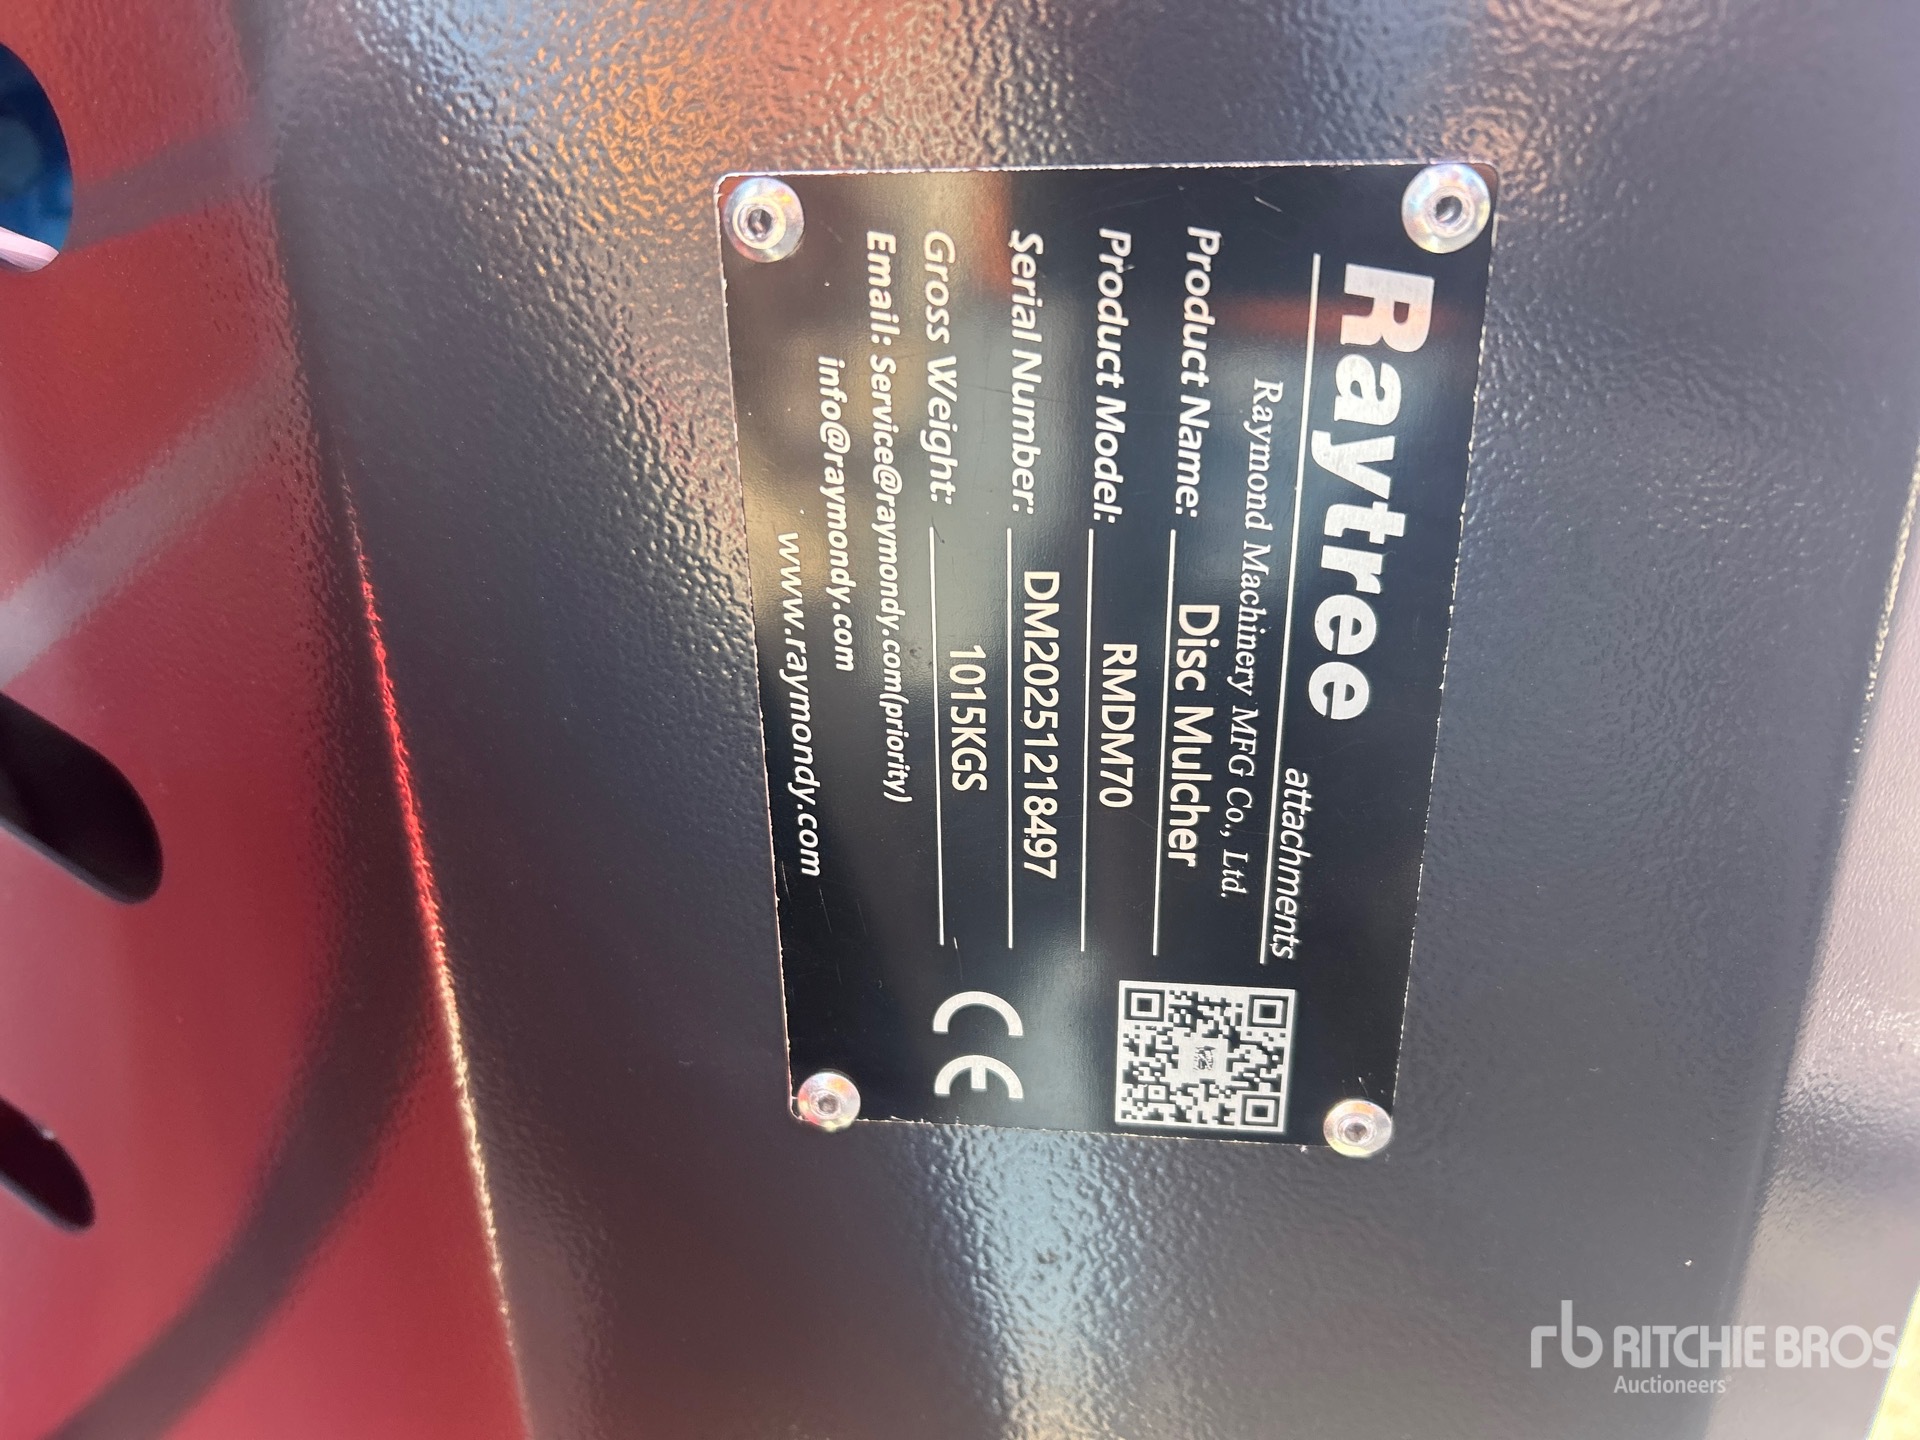 Raytree
attachments
Raymond Machinery MFG Co., Ltd.
Product Name: Disc Mulcher
Product Model: RMDM70
Serial Number: DM20251218497
Gross Weight: 1015KGS
Email: Service@raymondy.com(priority)
info@raymondy.com
www.raymondy.com
CE
rb RITCHIE BROS
Auctioneers